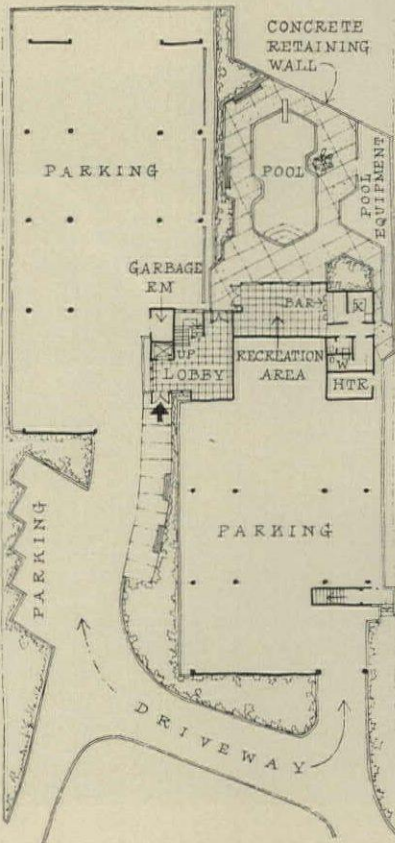 CONCRETE
RETAINING
WALL
PARKING
POOL
POOL
EQUIPMENT
GARBAGE
RM
BAR
K
UP
LOBBY
RECREATION
AREA
W
HTR
PARKING
PARKING
DRIVEWAY